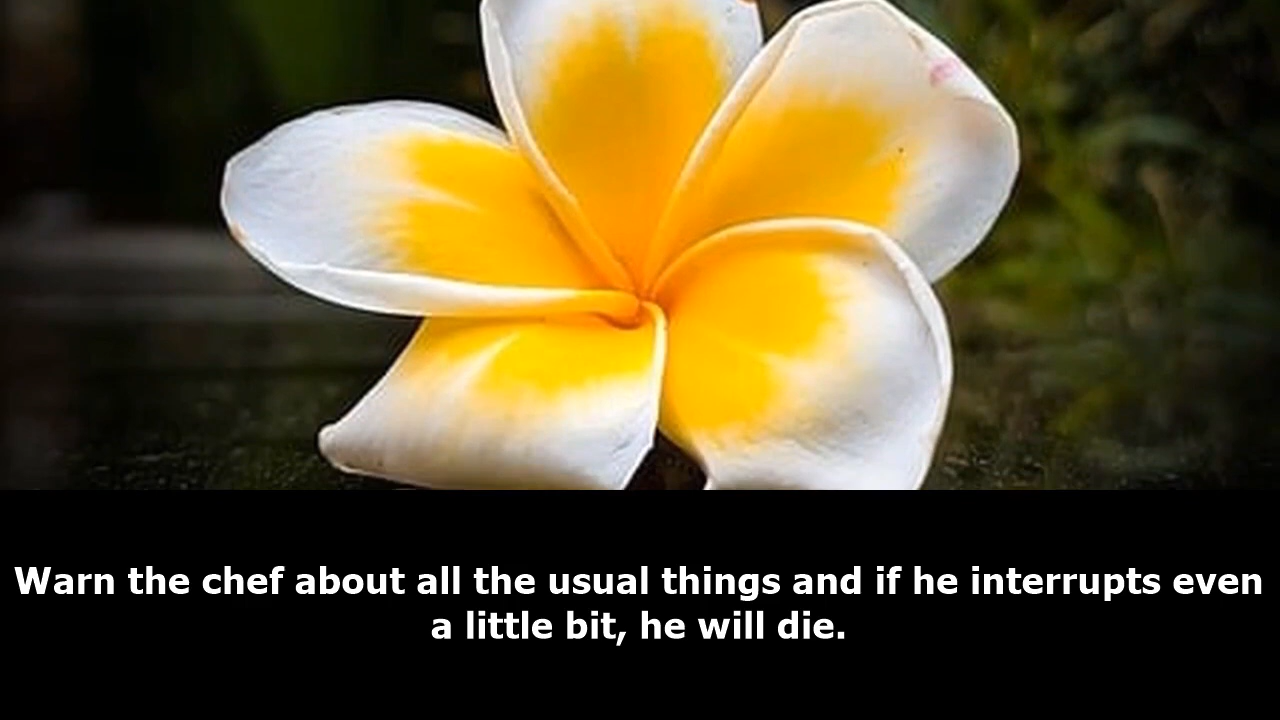 Warn the chef about all the usual things and if he interrupts even
a little bit, he will die.